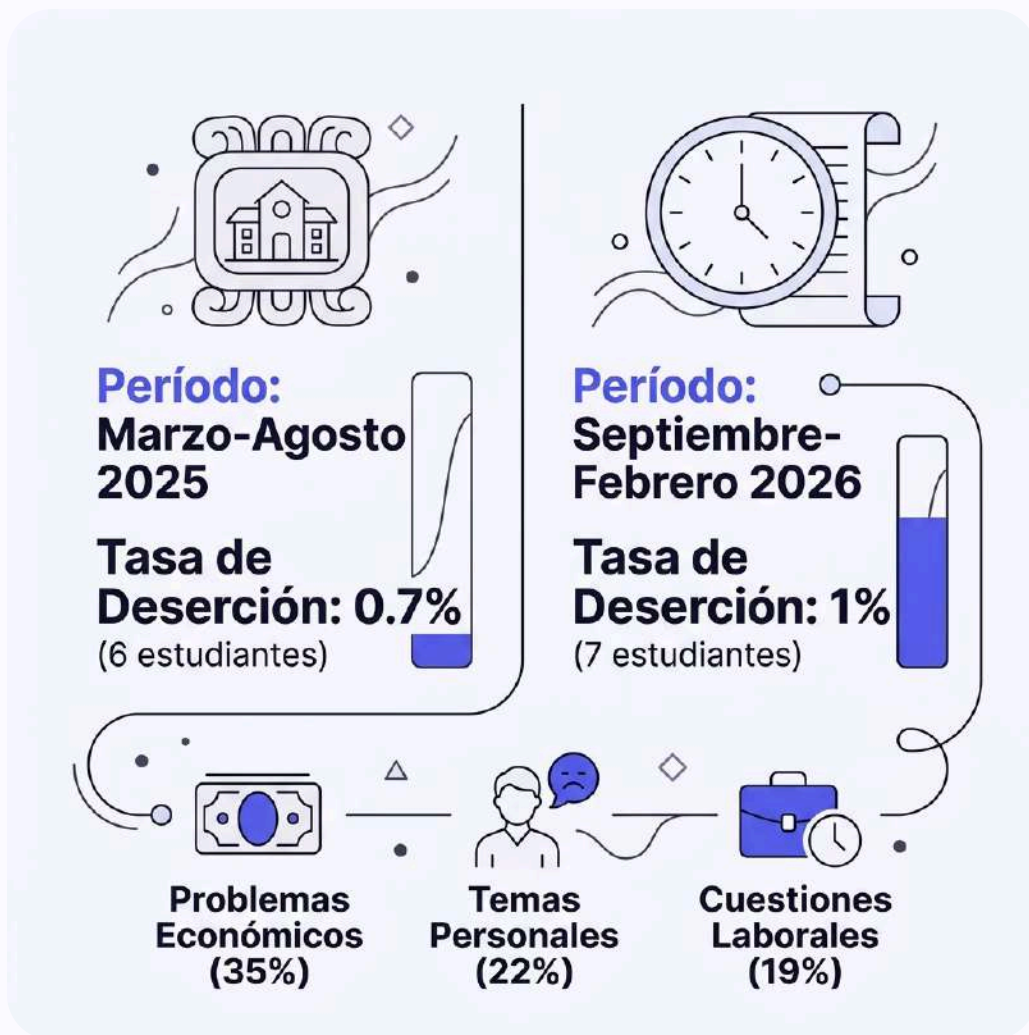 Período:
Marzo-Agosto
2025
Tasa de
Deserción: 0.7%
(6 estudiantes)
Período:
Septiembre-
Febrero 2026
Tasa de
Deserción: 1%
(7 estudiantes)
Problemas
Económicos
(35%)
Temas
Personales
(22%)
Cuestiones
Laborales
(19%)